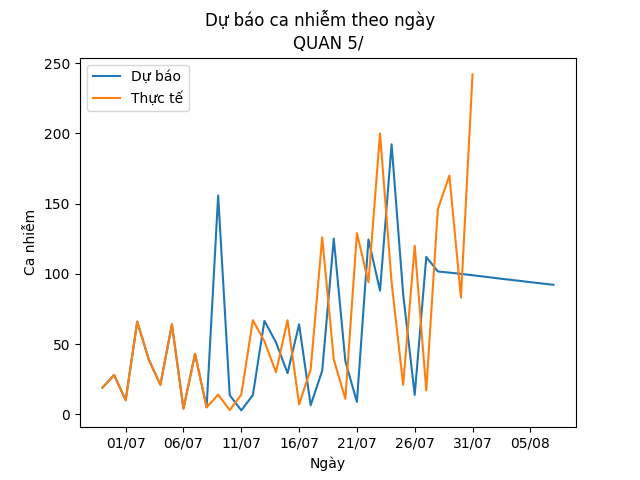 Dự báo ca nhiễm theo ngày
QUAN 5/
250
200
150
100
50
0
Ca nhiễm
Dự báo
Thực tế
01/07 06/07 11/07 16/07 21/07 26/07 31/07 05/08
Ngày